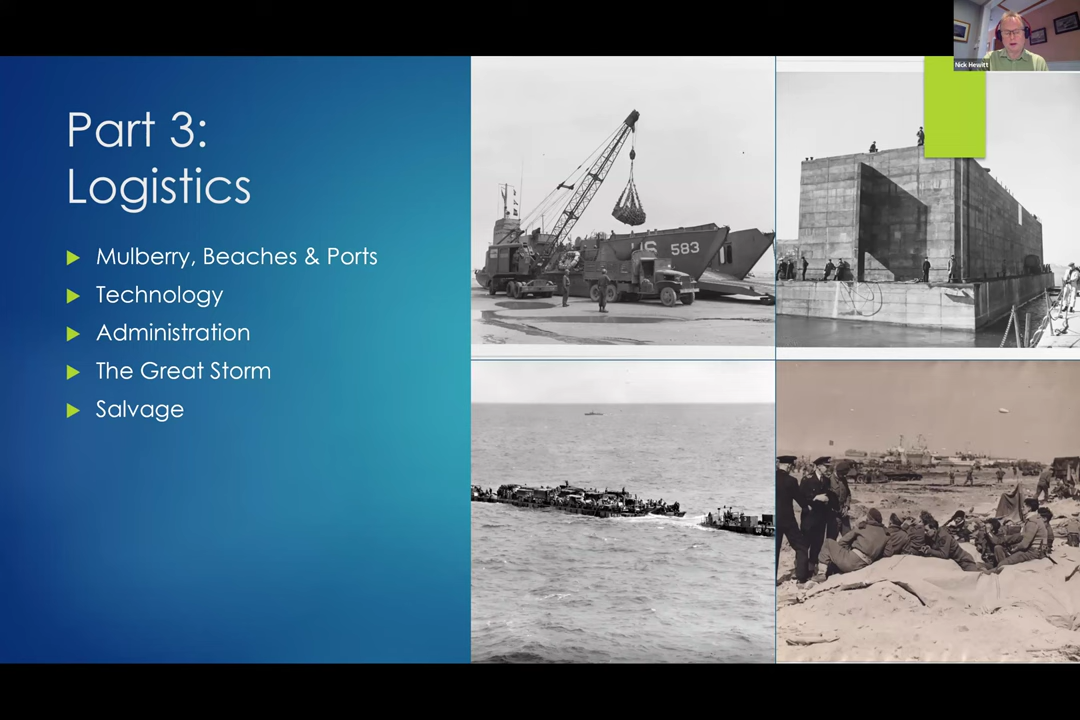 Nick Hewitt
Part 3:
Logistics
Mulberry, Beaches & Ports
Technology
Administration
The Great Storm
Salvage
US 583